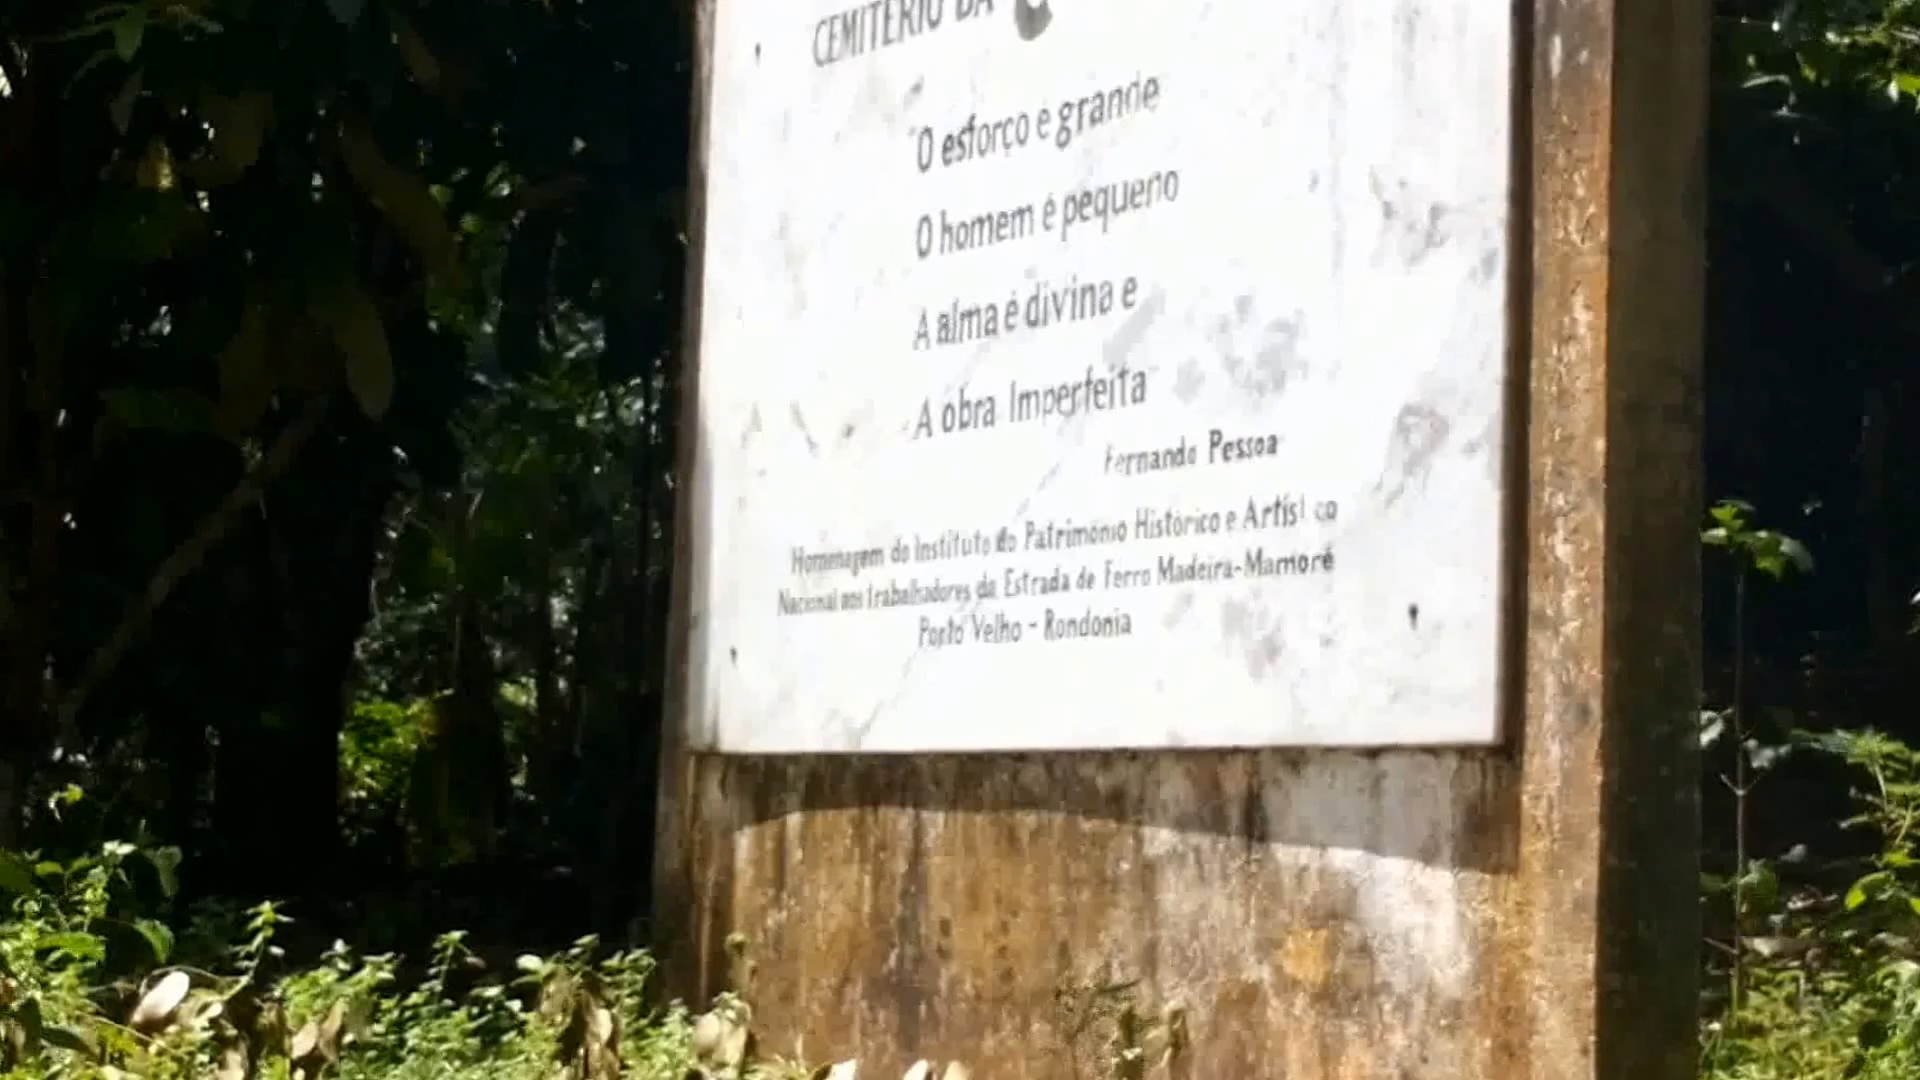 CEMITÉRIO DA
"O esforço é grande
O homem é pequeno
A alma é divina e
A obra Imperfeita
Fernando Pessoa
Homenagem do Instituto do Patrimônio Histórico e Artístico
Nacional aos trabalhadores da Estrada de Ferro Madeira-Mamoré
Porto Velho - Rondonia